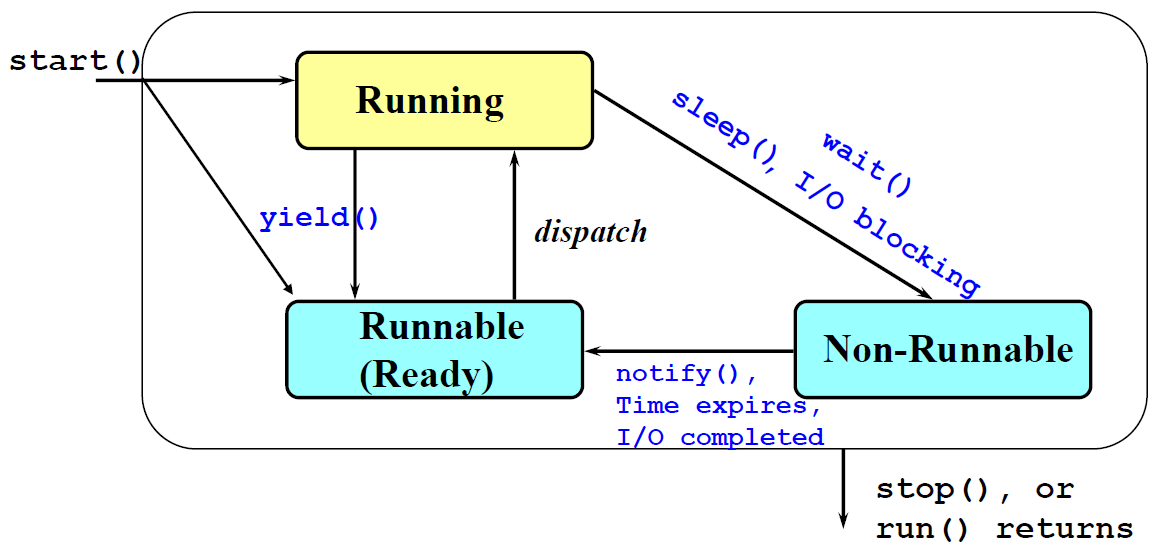 start()
Running
sleep(), I/O blocking
wait()
yield()
dispatch
Runnable
(Ready)
Non-Runnable
notify(),
Time expires,
I/O completed
stop(), or
run() returns